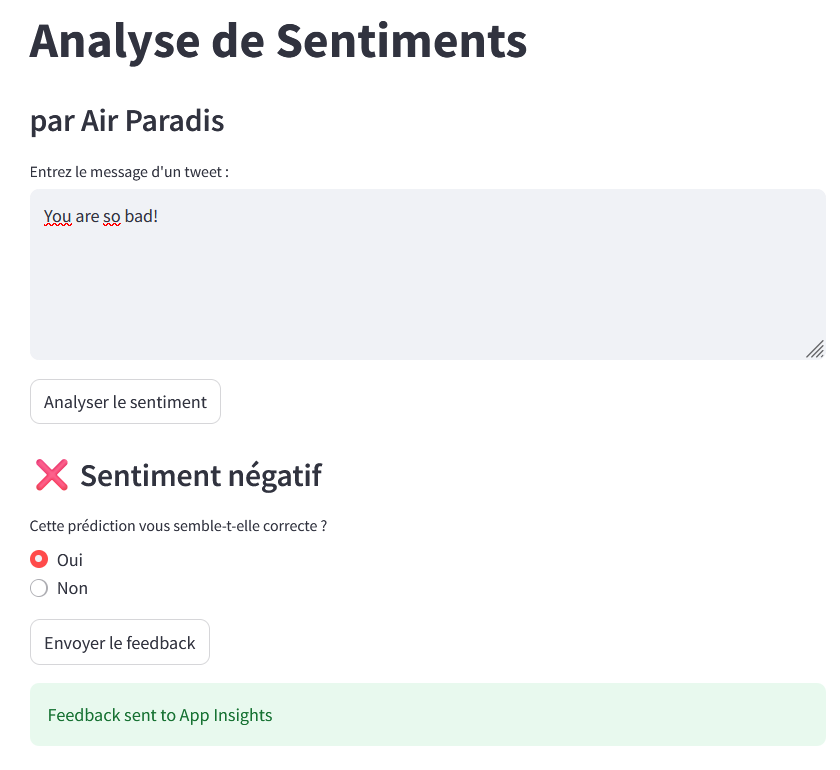 Analyse de Sentiments
par Air Paradis
Entrez le message d'un tweet :
You are so bad!
Analyser le sentiment
❌ Sentiment négatif
Cette prédiction vous semble-t-elle correcte ?
Oui
Non
Envoyer le feedback
Feedback sent to App Insights